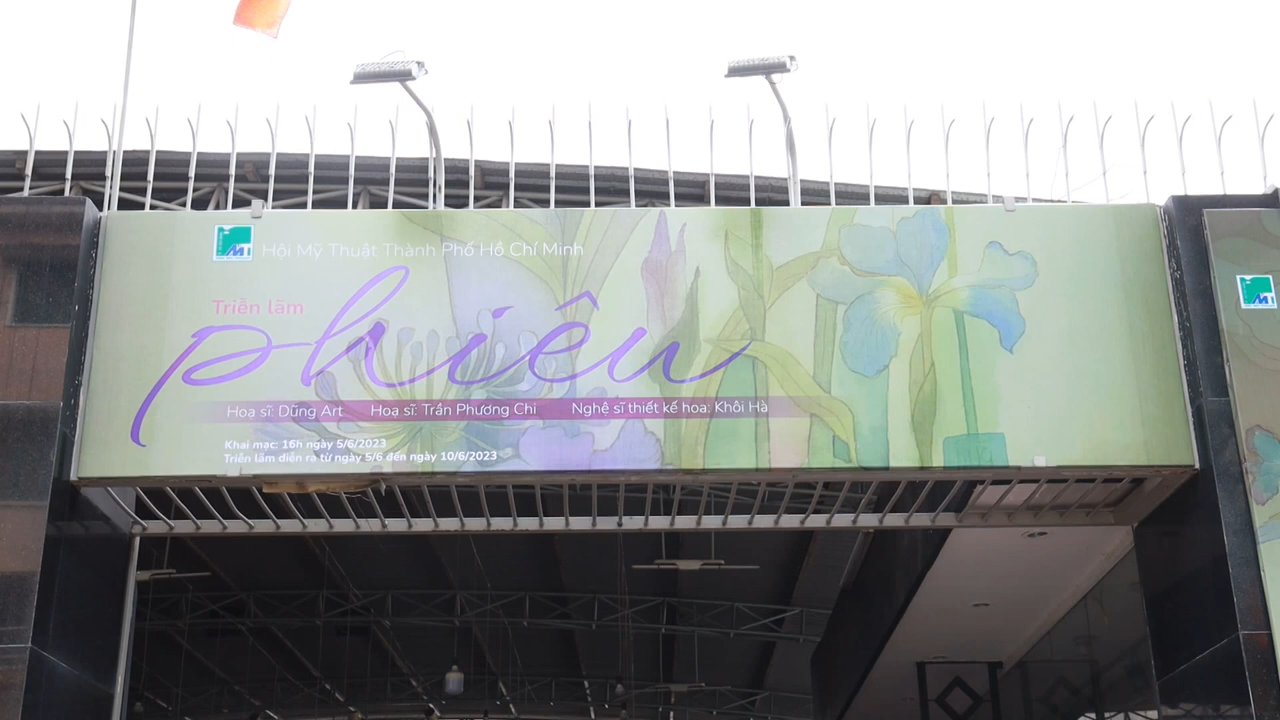 Hội Mỹ Thuật Thành Phố Hồ Chí Minh
Triển lãm
phiêu
Hoạ sĩ: Dũng Art Hoạ sĩ: Trần Phương Chi Nghệ sĩ thiết kế hoa: Khôi Hà
Khai mạc: 16h ngày 5/6/2023
Triển lãm diễn ra từ ngày 5/6 đến ngày 10/6/2023